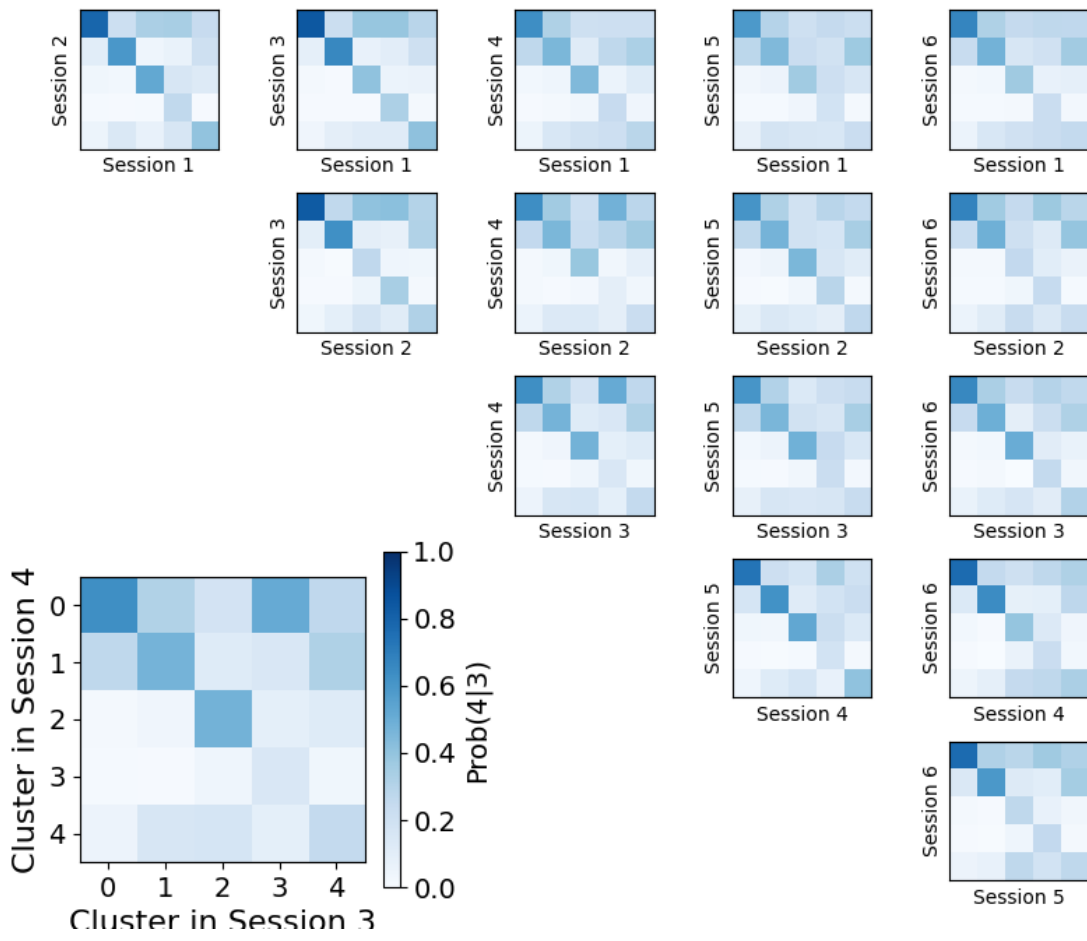 Session 2
Session 1
Session 3
Session 1
Session 4
Session 1
Session 5
Session 1
Session 6
Session 1
Session 3
Session 2
Session 4
Session 2
Session 5
Session 2
Session 6
Session 2
Session 4
Session 3
Session 5
Session 3
Session 6
Session 3
Session 5
Session 4
Session 6
Session 4
Session 6
Session 5
Cluster in Session 4
0
1
2
3
4
0 1 2 3 4
Cluster in Session 3
1.0
0.8
0.6
0.4
0.2
0.0
Prob(4|3)